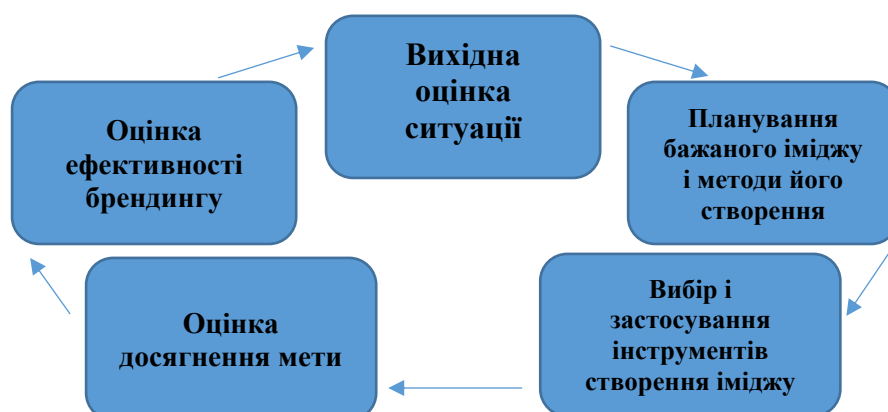 Вихідна
оцінка
ситуації
Планування
бажаного іміджу
і методи його
створення
Вибір і
застосування
інструментів
створення іміджу
Оцінка
досягнення мети
Оцінка
ефективності
брендингу